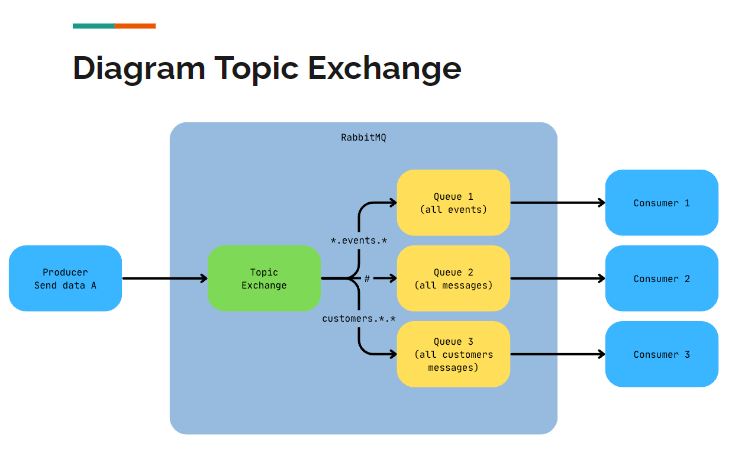 Diagram Topic Exchange
RabbitMQ
Producer
Send data A
Topic
Exchange
*.events.*
#
customers.*.*
Queue 1
(all events)
Queue 2
(all messages)
Queue 3
(all customers
messages)
Consumer 1
Consumer 2
Consumer 3